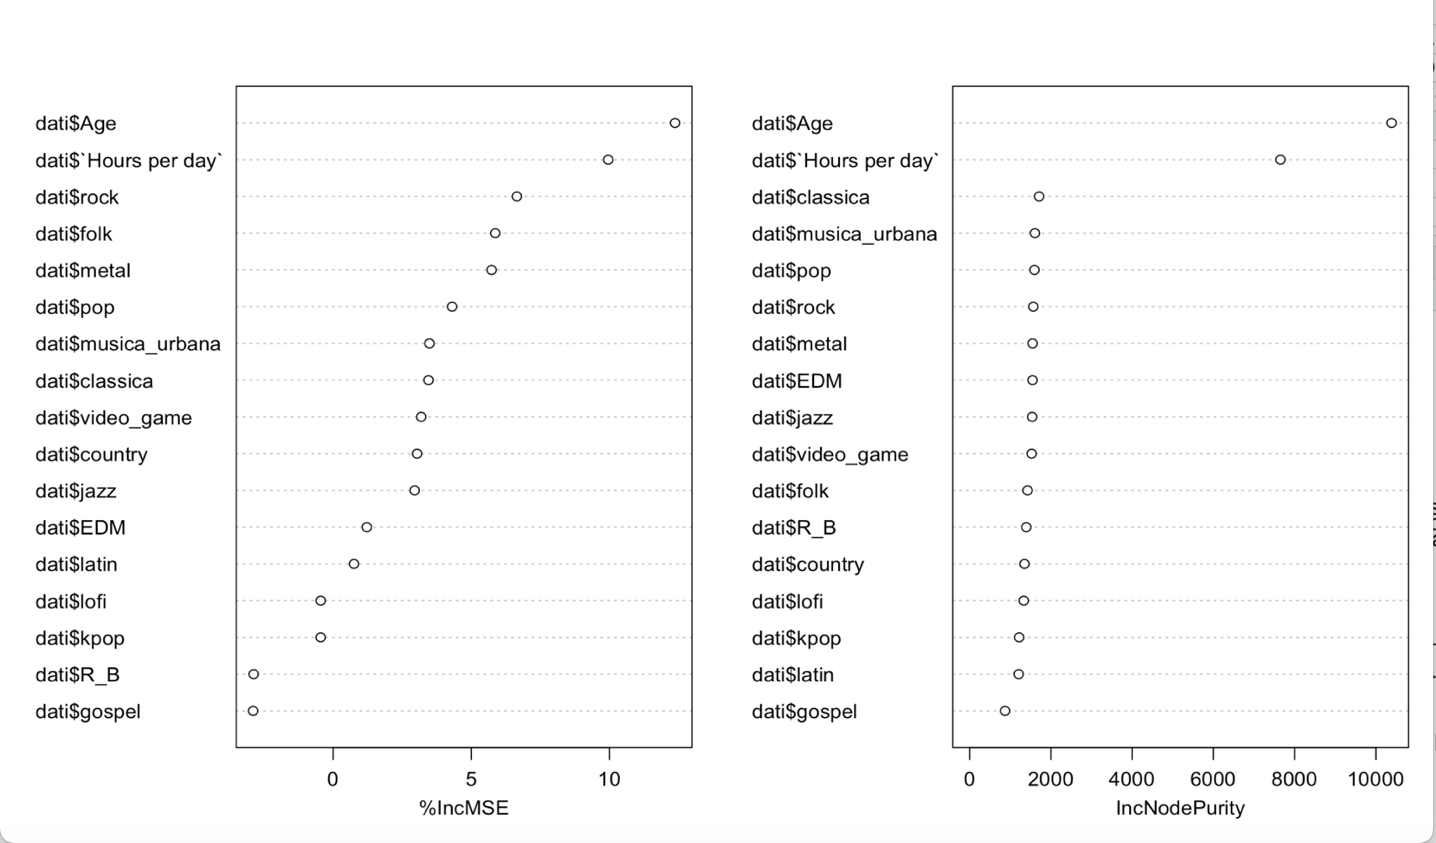 dati$Age
dati$`Hours per day`
dati$rock
dati$folk
dati$metal
dati$pop
dati$musica_urbana
dati$classica
dati$video_game
dati$country
dati$jazz
dati$EDM
dati$latin
dati$lofi
dati$kpop
dati$R_B
dati$gospel
0 5 10
%IncMSE
dati$Age
dati$`Hours per day`
dati$classica
dati$musica_urbana
dati$pop
dati$rock
dati$metal
dati$EDM
dati$jazz
dati$video_game
dati$folk
dati$R_B
dati$country
dati$lofi
dati$kpop
dati$latin
dati$gospel
0 2000 4000 6000 8000 10000
IncNodePurity